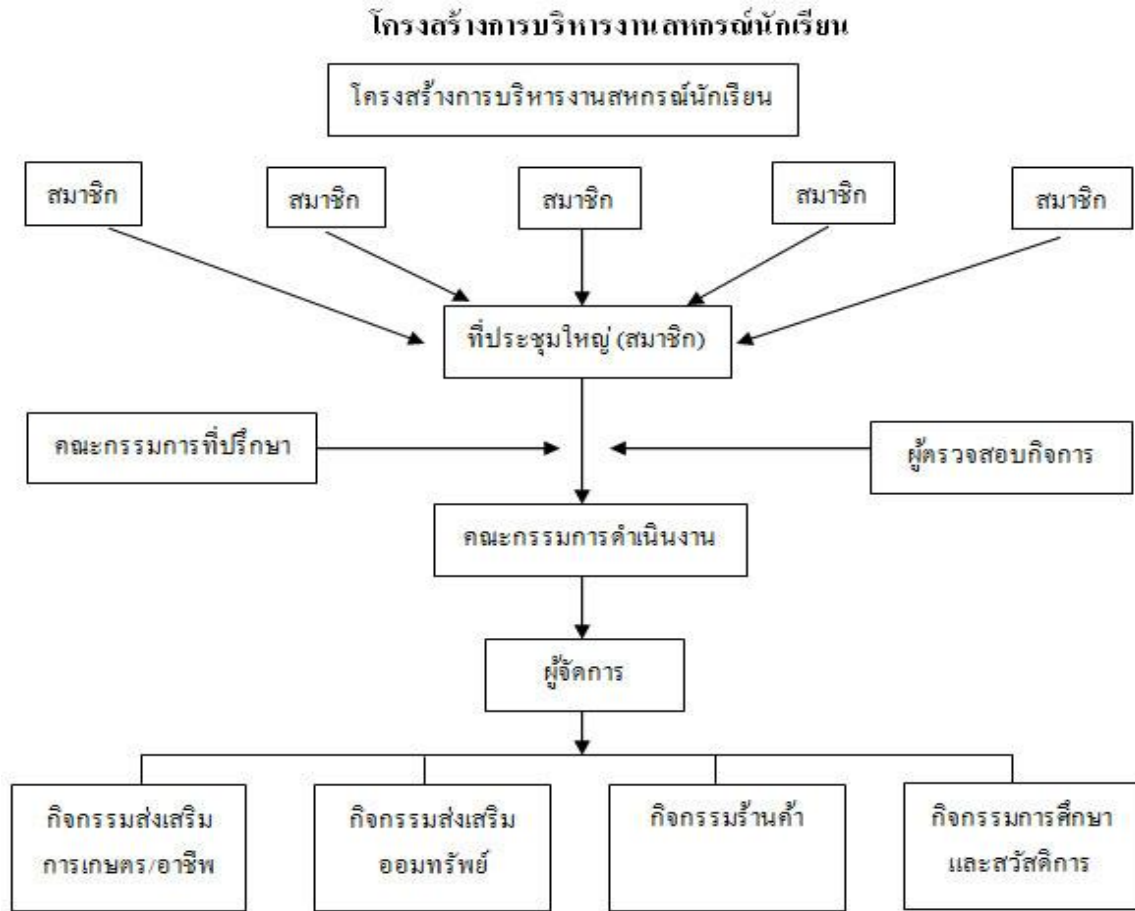 โครงสร้างการบริหารงานสหกรณ์นักเรียน
โครงสร้างการบริหารงานสหกรณ์นักเรียน
สมาชิก
สมาชิก
สมาชิก
สมาชิก
สมาชิก
ที่ประชุมใหญ่ (สมาชิก)
คณะกรรมการที่ปรึกษา
ผู้ตรวจสอบกิจการ
คณะกรรมการดำเนินงาน
ผู้จัดการ
กิจกรรมส่งเสริม
การเกษตร/อาชีพ
กิจกรรมส่งเสริม
ออมทรัพย์
กิจกรรมร้านค้า
กิจกรรมการศึกษา
และสวัสดิการ